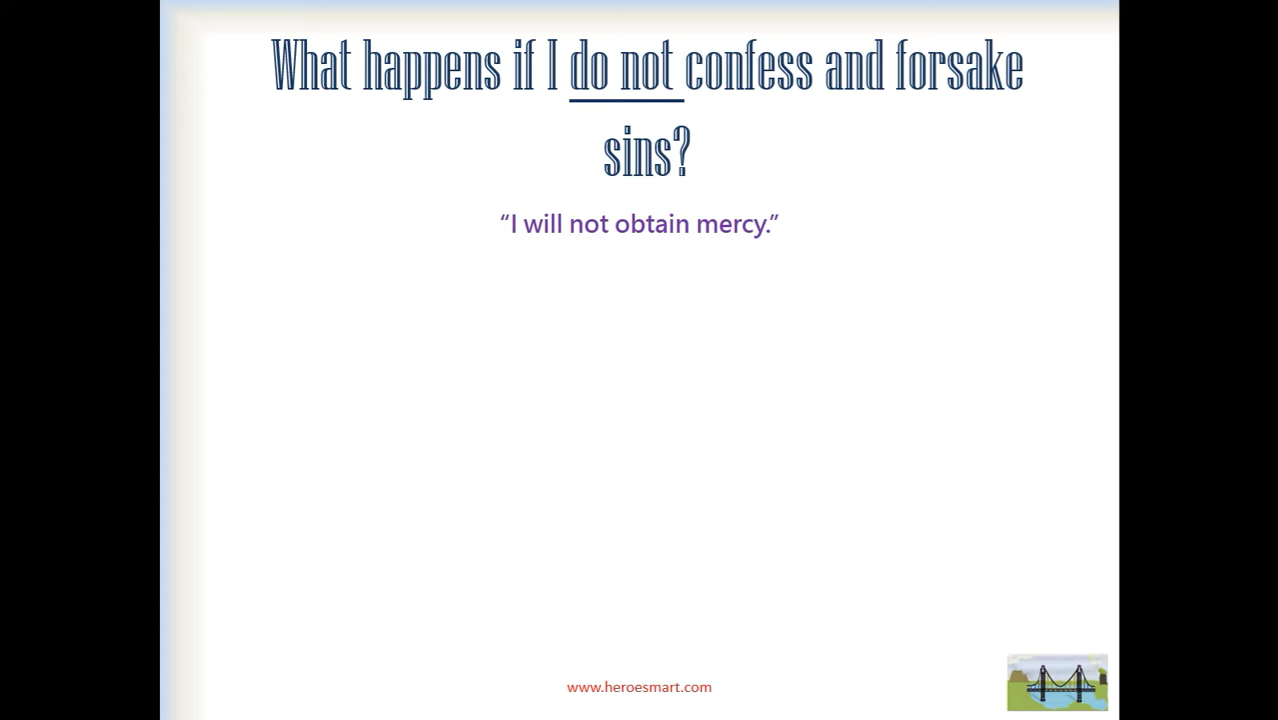 What happens if I do not confess and forsake
sins?
“I will not obtain mercy.”
www.heroesmart.com